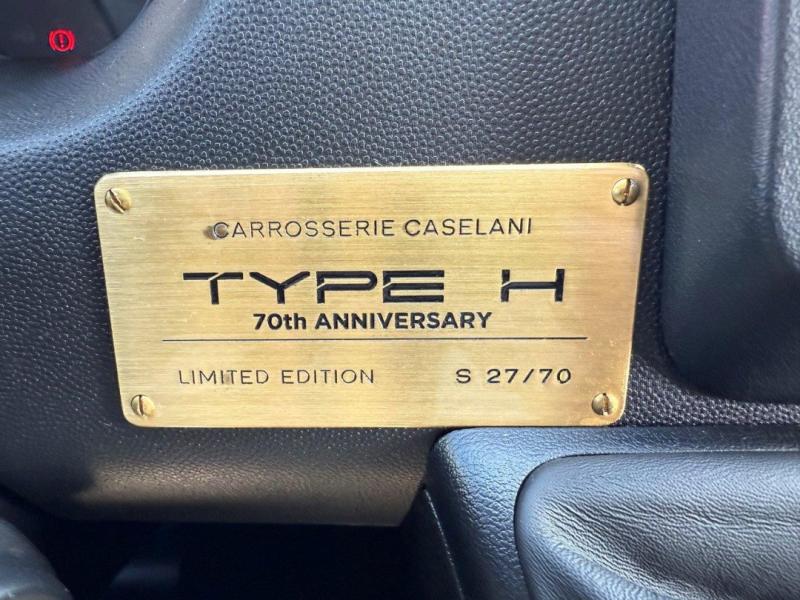 CARROSSERIE CASELANI
TYPE H
70th ANNIVERSARY
LIMITED EDITION S 27/70